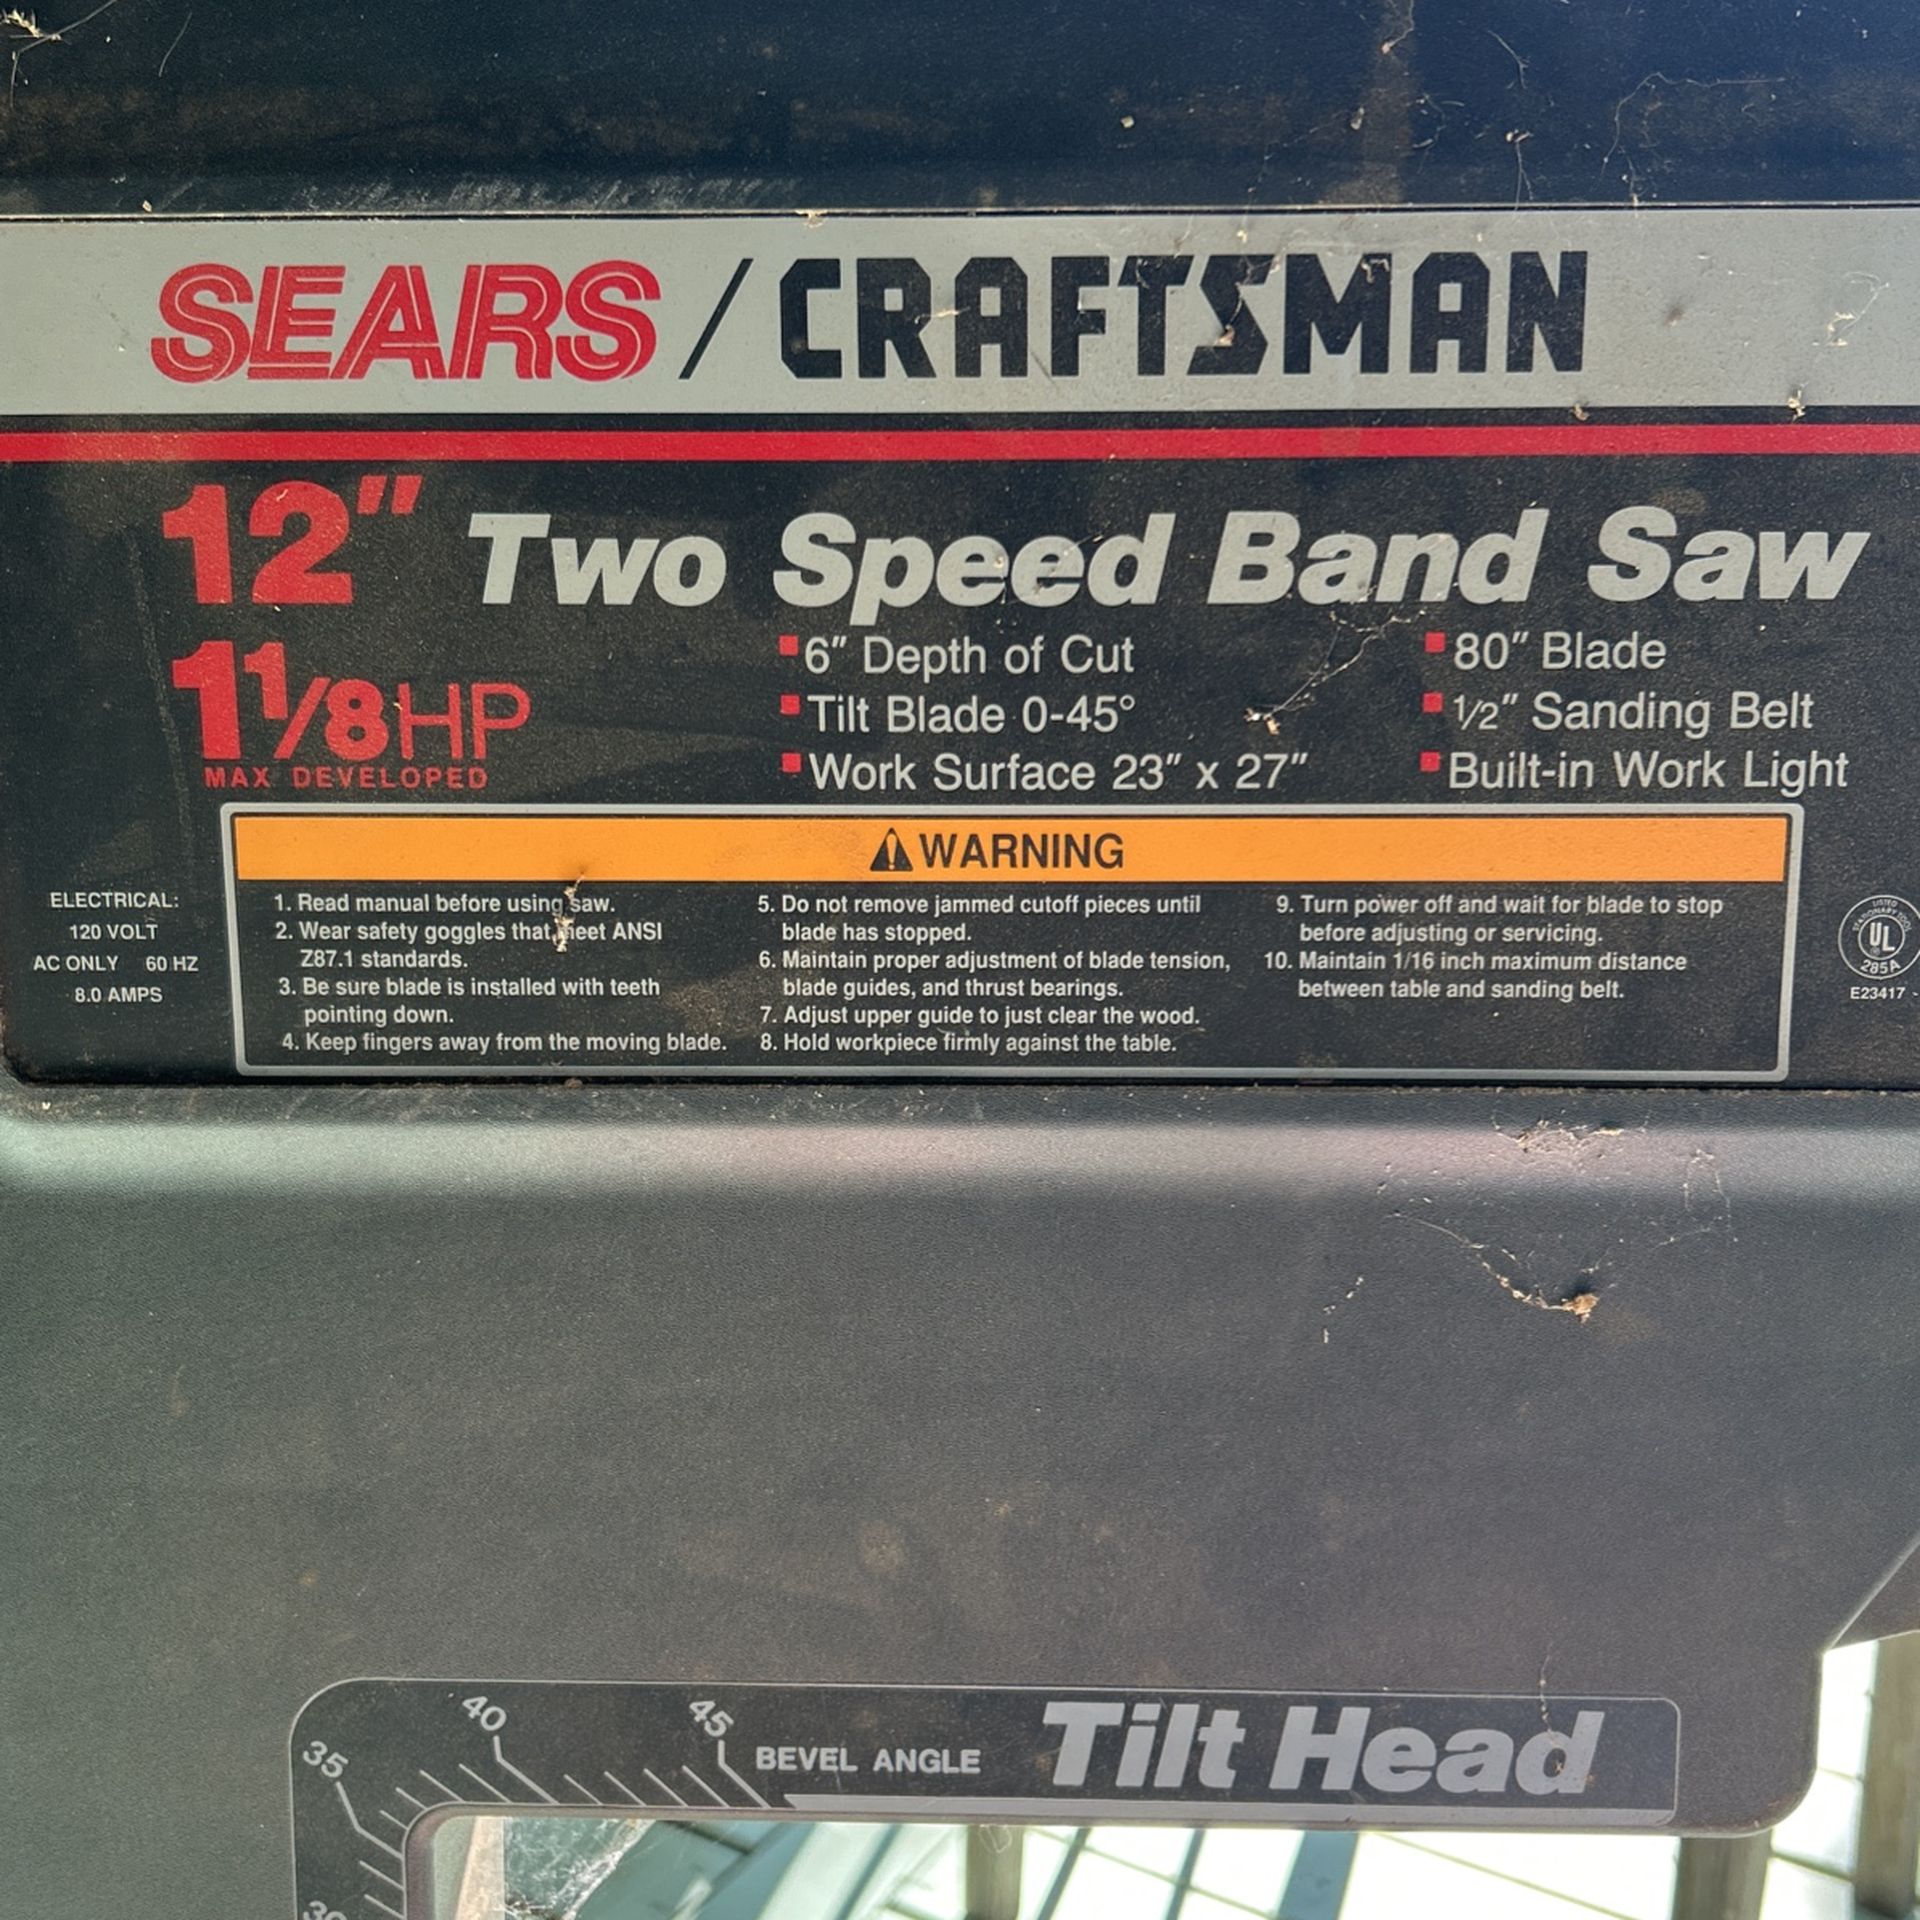 SEARS / CRAFTSMAN
12" Two Speed Band Saw
1 1/8 HP
MAX DEVELOPED
6" Depth of Cut
Tilt Blade 0-45°
Work Surface 23" x 27"
80" Blade
1/2" Sanding Belt
Built-in Work Light
WARNING
ELECTRICAL:
120 VOLT
AC ONLY 60 HZ
8.0 AMPS
1. Read manual before using saw.
2. Wear safety goggles that meet ANSI
Z87.1 standards.
3. Be sure blade is installed with teeth
pointing down.
4. Keep fingers away from the moving blade.
5. Do not remove jammed cutoff pieces until
blade has stopped.
6. Maintain proper adjustment of blade tension,
blade guides, and thrust bearings.
7. Adjust upper guide to just clear the wood.
8. Hold workpiece firmly against the table.
9. Turn power off and wait for blade to stop
before adjusting or servicing.
10. Maintain 1/16 inch maximum distance
between table and sanding belt.
LISTED
STATIONARY TOOL
UL
®
285A
E23417
Tilt Head
BEVEL ANGLE
45
40
35
30